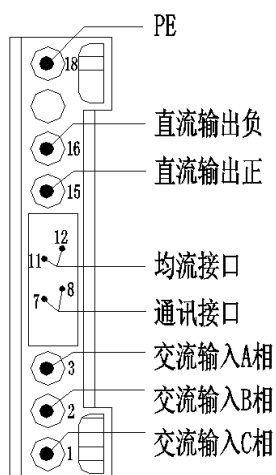 PE
18
直流输出负
16
直流输出正
15
12
11
均流接口
8
7
通讯接口
交流输入A相
3
交流输入B相
2
交流输入C相
1